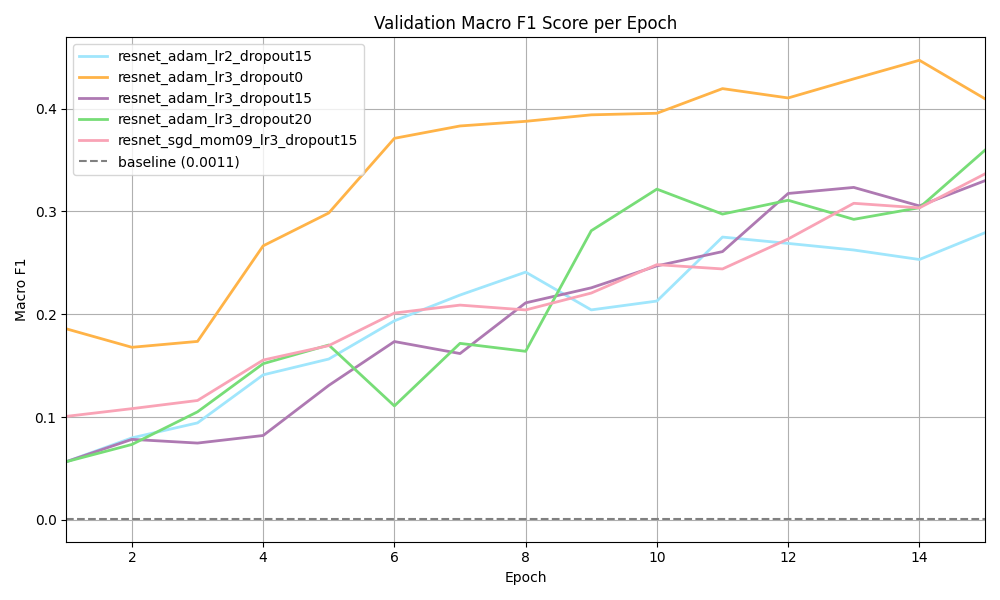 Validation Macro F1 Score per Epoch
resnet_adam_lr2_dropout15
resnet_adam_lr3_dropout0
resnet_adam_lr3_dropout15
resnet_adam_lr3_dropout20
resnet_sgd_mom09_lr3_dropout15
baseline (0.0011)
Macro F1
0.4
0.3
0.2
0.1
0.0
2 4 6 8 10 12 14
Epoch